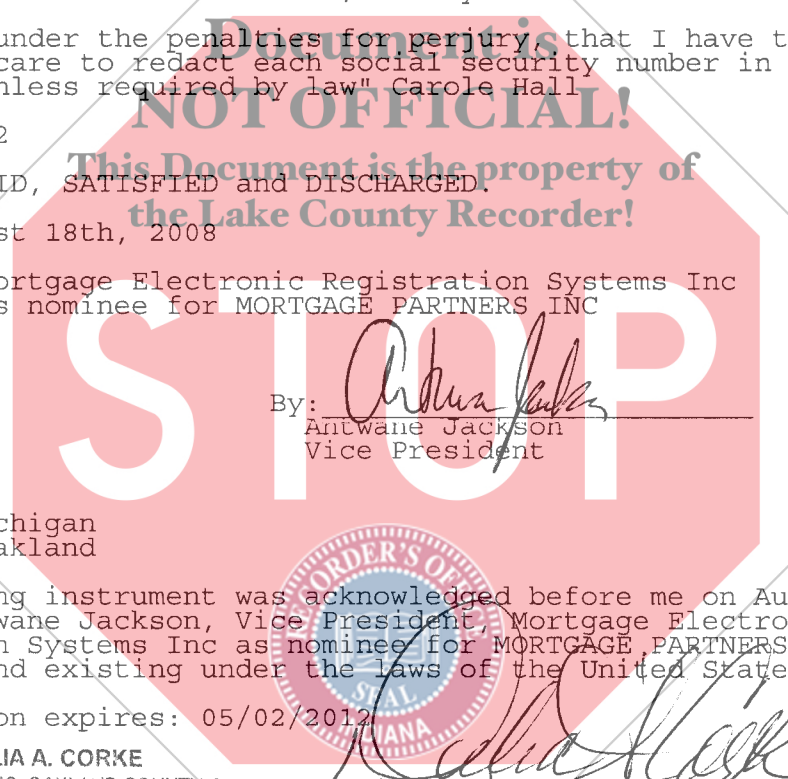 Document is
under the penalties for perjury, that I have t
care to redact each social security number in
nless required by law" Carole Hall
NOT OFFICIAL!
2
This Document is the property of
ID, SATISFIED and DISCHARGED.
the Lake County Recorder!
st 18th, 2008
ortgage Electronic Registration Systems Inc
s nominee for MORTGAGE PARTNERS INC
STOP
By:
Antwane Jackson
Vice President
chigan
akland
RECORDER'S OFFICE
ng instrument was acknowledged before me on Au
wane Jackson, Vice President, Mortgage Electro
n Systems Inc as nominee for MORTGAGE PARTNERS
nd existing under the laws of the United State
SEAL
INDIANA
on expires: 05/02/2012
LIA A. CORKE